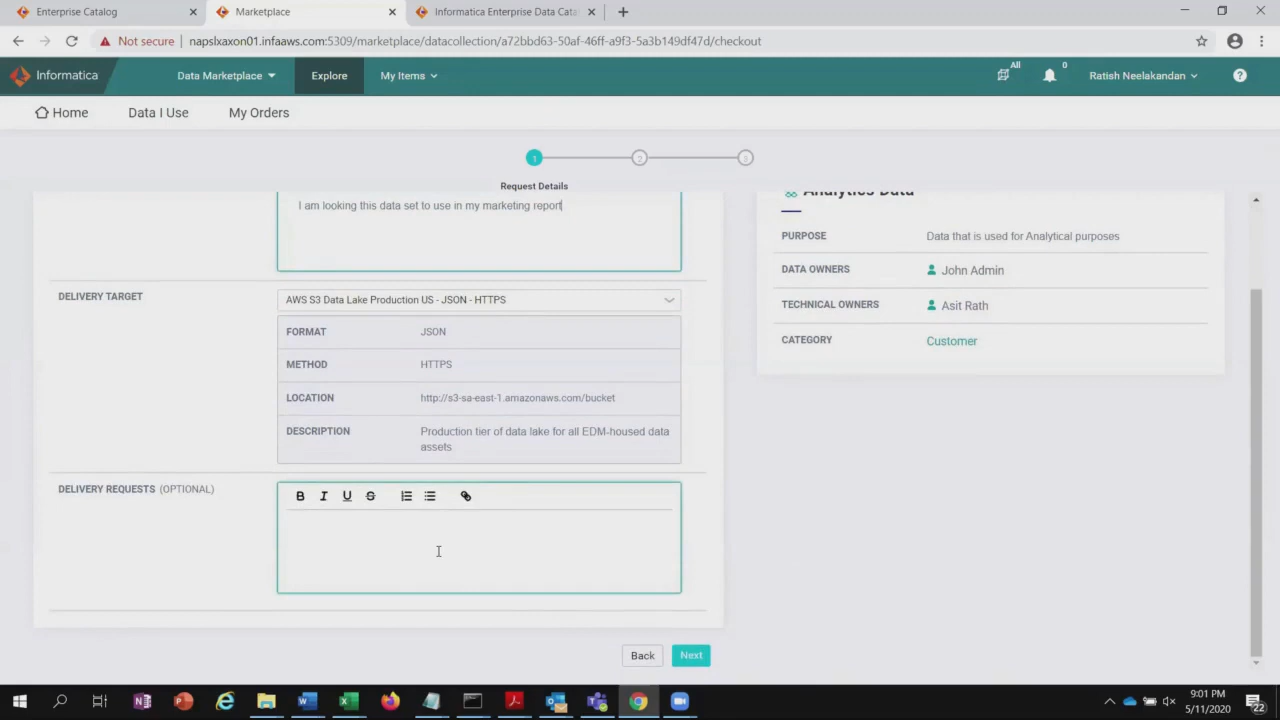 Enterprise Catalog
Marketplace
Informatica Enterprise Data Cata
Not secure
napslxaxon01.infaaws.com:5309/marketplace/datacollection/a72bbd63-50af-46ff-a9f3-5a3b149df47d/checkout
Informatica
Data Marketplace
Explore
My Items
All
0
Ratish Neelakandan
Home
Data I Use
My Orders
1
2
3
Request Details
Analytics Data
I am looking this data set to use in my marketing report
PURPOSE
Data that is used for Analytical purposes
DATA OWNERS
John Admin
TECHNICAL OWNERS
Asit Rath
CATEGORY
Customer
DELIVERY TARGET
AWS S3 Data Lake Production US - JSON - HTTPS
FORMAT
JSON
METHOD
HTTPS
LOCATION
http://s3-sa-east-1.amazonaws.com/bucket
DESCRIPTION
Production tier of data lake for all EDM-housed data
assets
DELIVERY REQUESTS (OPTIONAL)
B I U S
Back
Next
9:01 PM
5/11/2020
22